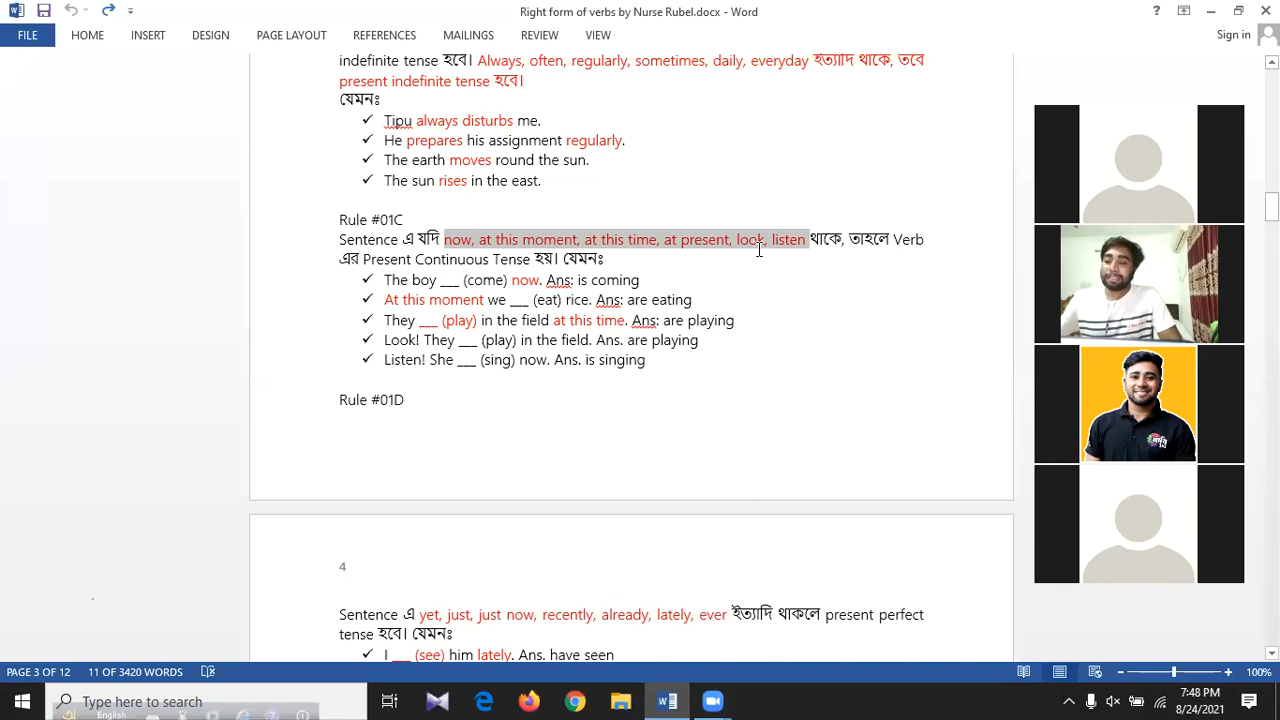 Right form of verbs by Nurse Rubel.docx - Word
FILE HOME INSERT DESIGN PAGE LAYOUT REFERENCES MAILINGS REVIEW VIEW Sign in
indefinite tense হবে। Always, often, regularly, sometimes, daily, everyday ইত্যাদি থাকে, তবে
present indefinite tense হবে।
যেমনঃ
✓ Tipu always disturbs me.
✓ He prepares his assignment regularly.
✓ The earth moves round the sun.
✓ The sun rises in the east.
Rule #01C
Sentence এ যদি now, at this moment, at this time, at present, look, listen থাকে, তাহলে Verb
এর Present Continuous Tense হয়। যেমনঃ
✓ The boy ___ (come) now. Ans: is coming
✓ At this moment we ___ (eat) rice. Ans: are eating
✓ They ___ (play) in the field at this time. Ans: are playing
✓ Look! They ___ (play) in the field. Ans. are playing
✓ Listen! She ___ (sing) now. Ans. is singing
Rule #01D
4
Sentence এ yet, just, just now, recently, already, lately, ever ইত্যাদি থাকলে present perfect
tense হবে। যেমনঃ
✓ I ___ (see) him lately. Ans. have seen
PAGE 3 OF 12 11 OF 3420 WORDS 100%
Type here to search
English
7:48 PM
8/24/2021